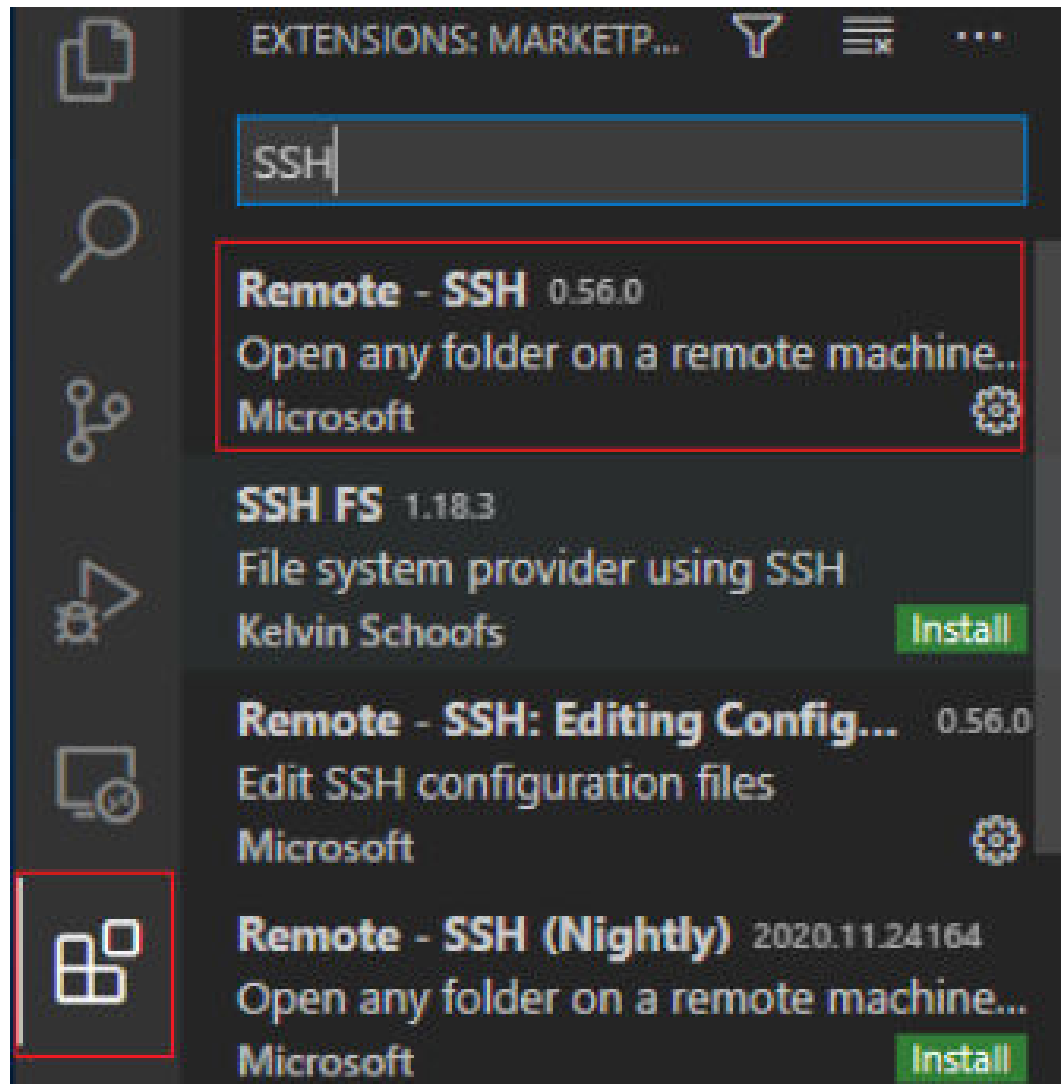 EXTENSIONS: MARKETP...
SSH
Remote - SSH 0.56.0
Open any folder on a remote machine...
Microsoft
SSH FS 1.18.3
File system provider using SSH
Kelvin Schoofs
Install
Remote - SSH: Editing Config... 0.56.0
Edit SSH configuration files
Microsoft
Remote - SSH (Nightly) 2020.11.24164
Open any folder on a remote machine...
Microsoft
Install